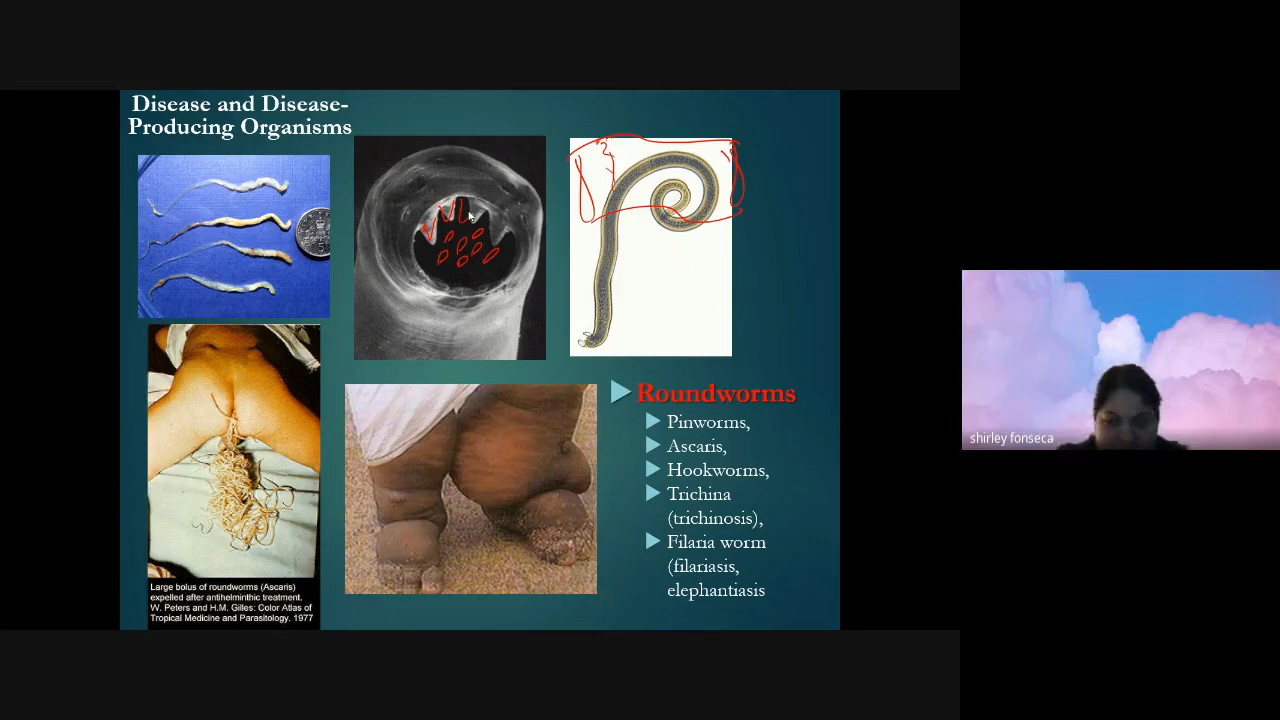 Disease and Disease-
Producing Organisms
Large bolus of roundworms (Ascaris)
expelled after antihelminthic treatment.
W. Peters and H.M. Gilles: Color Atlas of
Tropical Medicine and Parasitology. 1977
Roundworms
Pinworms,
Ascaris,
Hookworms,
Trichina
(trichinosis),
Filaria worm
(filariasis,
elephantiasis
shirley fonseca